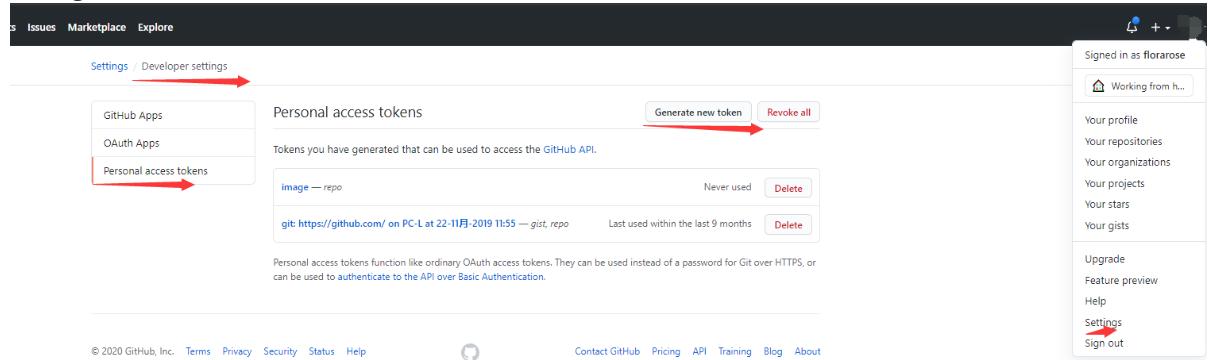 Issues Marketplace Explore
Signed in as florarose
Working from h...
Settings / Developer settings
GitHub Apps
OAuth Apps
Personal access tokens
Personal access tokens
Generate new token
Revoke all
Tokens you have generated that can be used to access the GitHub API.
image — repo
Never used
Delete
git: https://github.com/ on PC-L at 22-11月-2019 11:55 — gist, repo
Last used within the last 9 months
Delete
Personal access tokens function like ordinary OAuth access tokens. They can be used instead of a password for Git over HTTPS, or
can be used to authenticate to the API over Basic Authentication.
Your profile
Your repositories
Your organizations
Your projects
Your stars
Your gists
Upgrade
Feature preview
Help
Settings
Sign out
© 2020 GitHub, Inc. Terms Privacy Security Status Help
Contact GitHub Pricing API Training Blog About